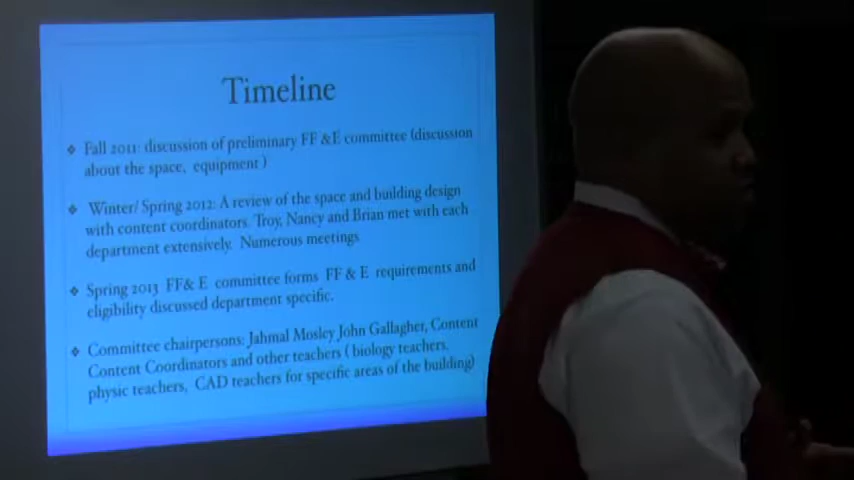 Timeline
Fall 2011: discussion of preliminary FF &E committee (discussion
about the space, equipment )
Winter/ Spring 2012: A review of the space and building design
with content coordinators. Troy, Nancy and Brian met with each
department extensively. Numerous meetings
Spring 2013 FF& E committee forms FF & E requirements and
eligibility discussed department specific.
Committee chairpersons: Jahmal Mosley John Gallagher, Content
Content Coordinators and other teachers ( biology teachers,
physic teachers, CAD teachers for specific areas of the building)